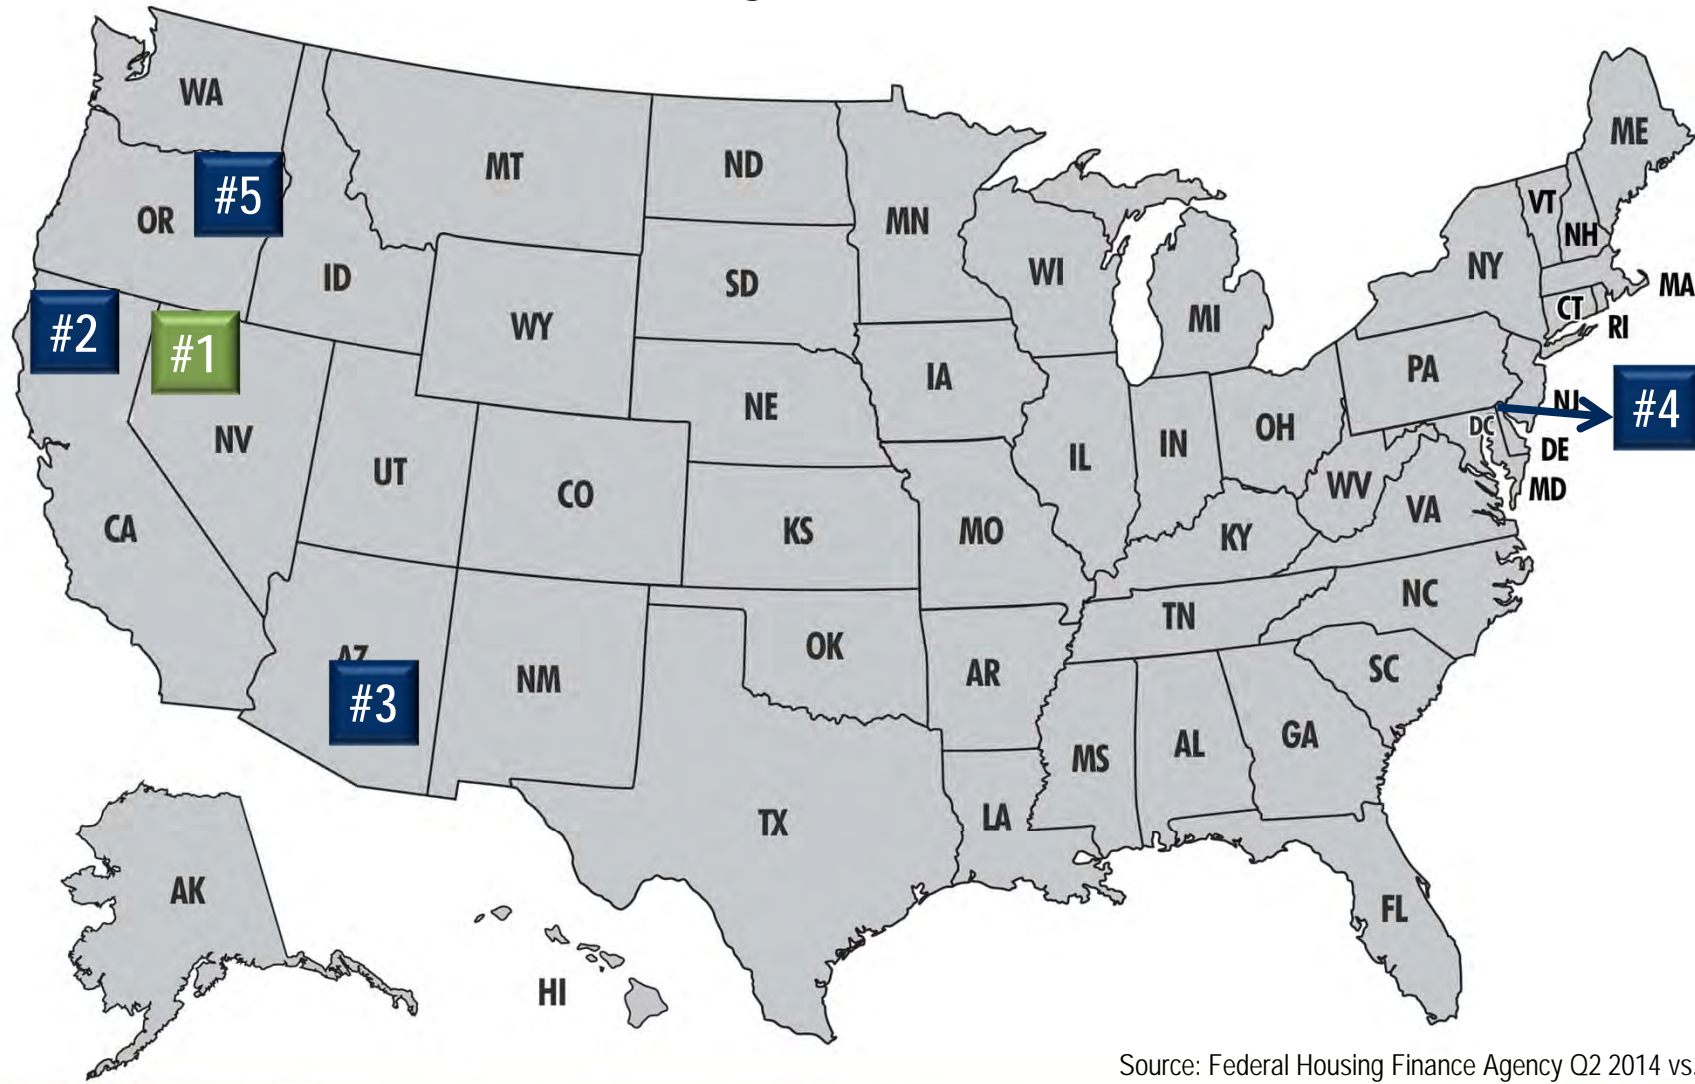 WA
MT
ND
MN
ME
OR
#5
ID
SD
WI
MI
NY
VT
NH
MA
CT
RI
#2
#1
WY
IA
PA
NJ
#4
NE
NV
UT
CO
IL
IN
OH
DC
DE
MD
WV
VA
CA
KS
MO
KY
NC
TN
AZ
#3
NM
OK
AR
SC
MS
AL
GA
TX
LA
AK
HI
FL
Source: Federal Housing Finance Agency Q2 2014 vs.